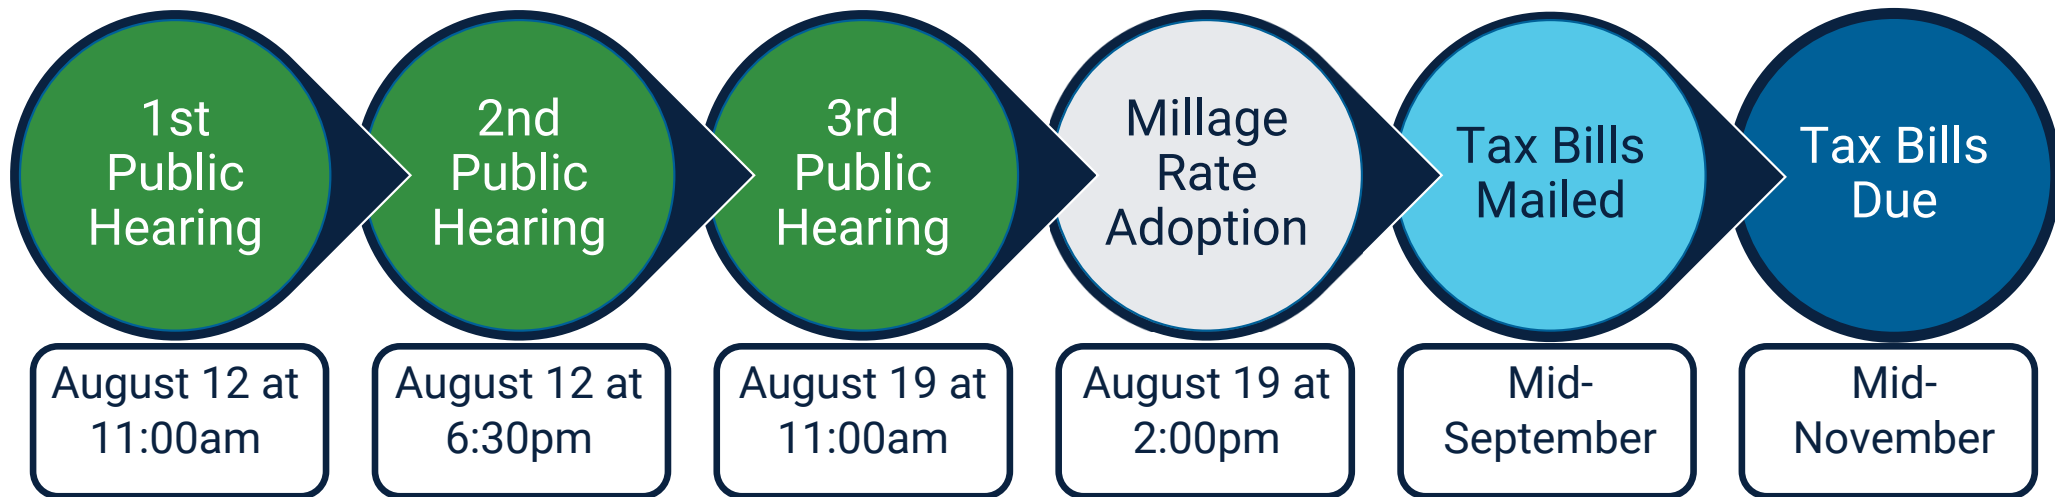 1st
Public
Hearing
August 12 at
11:00am
2nd
Public
Hearing
August 12 at
6:30pm
3rd
Public
Hearing
August 19 at
11:00am
Millage
Rate
Adoption
August 19 at
2:00pm
Tax Bills
Mailed
Mid-
September
Tax Bills
Due
Mid-
November